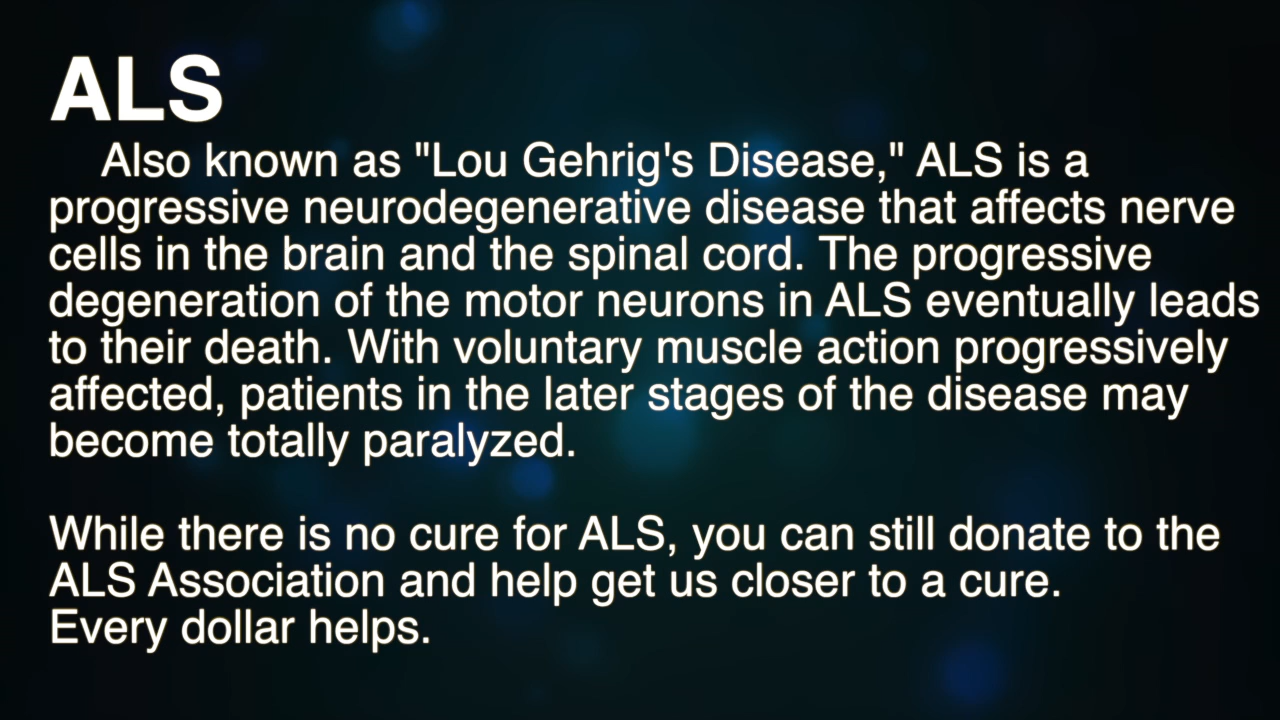 ALS
Also known as "Lou Gehrig's Disease," ALS is a
progressive neurodegenerative disease that affects nerve
cells in the brain and the spinal cord. The progressive
degeneration of the motor neurons in ALS eventually leads
to their death. With voluntary muscle action progressively
affected, patients in the later stages of the disease may
become totally paralyzed.
While there is no cure for ALS, you can still donate to the
ALS Association and help get us closer to a cure.
Every dollar helps.